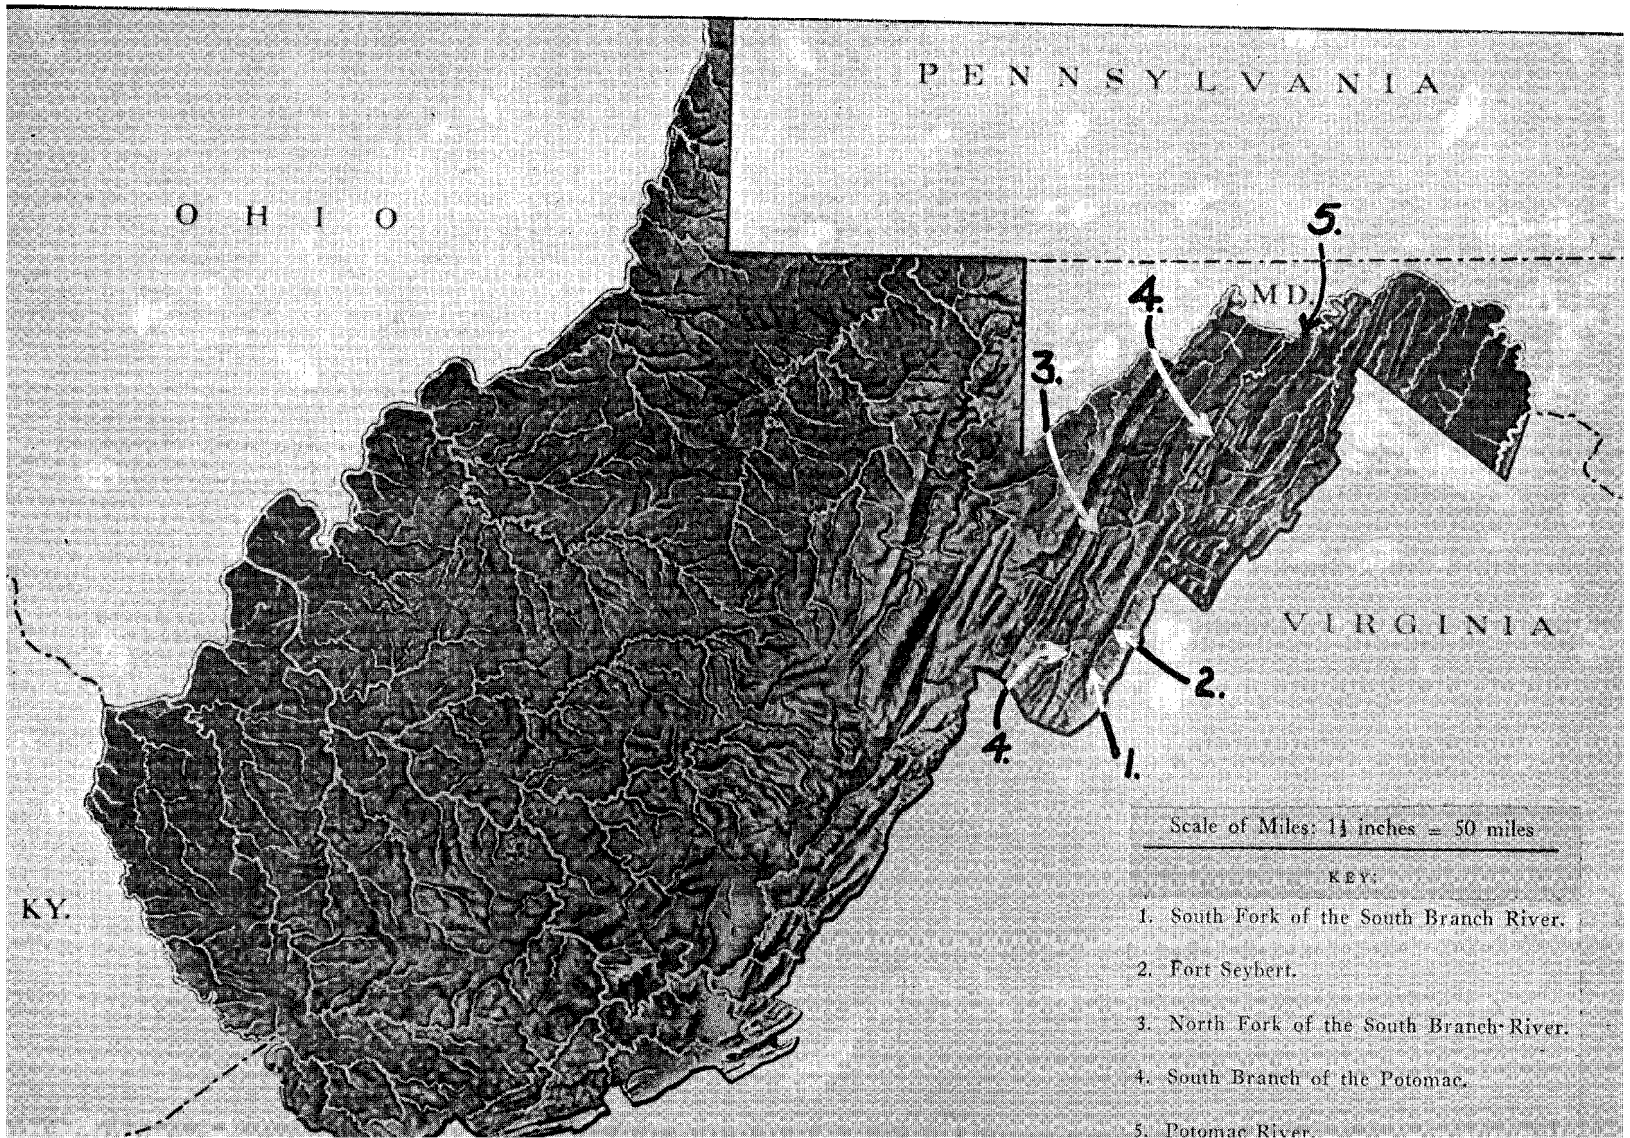 PENNSYLVANIA
OHIO
5.
4.
MD.
3.
VIRGINIA
2.
4.
1.
Scale of Miles: 1½ inches = 50 miles
KEY:
KY.
1. South Fork of the South Branch River.
2. Fort Seybert.
3. North Fork of the South Branch River.
4. South Branch of the Potomac.
5. Potomac River.